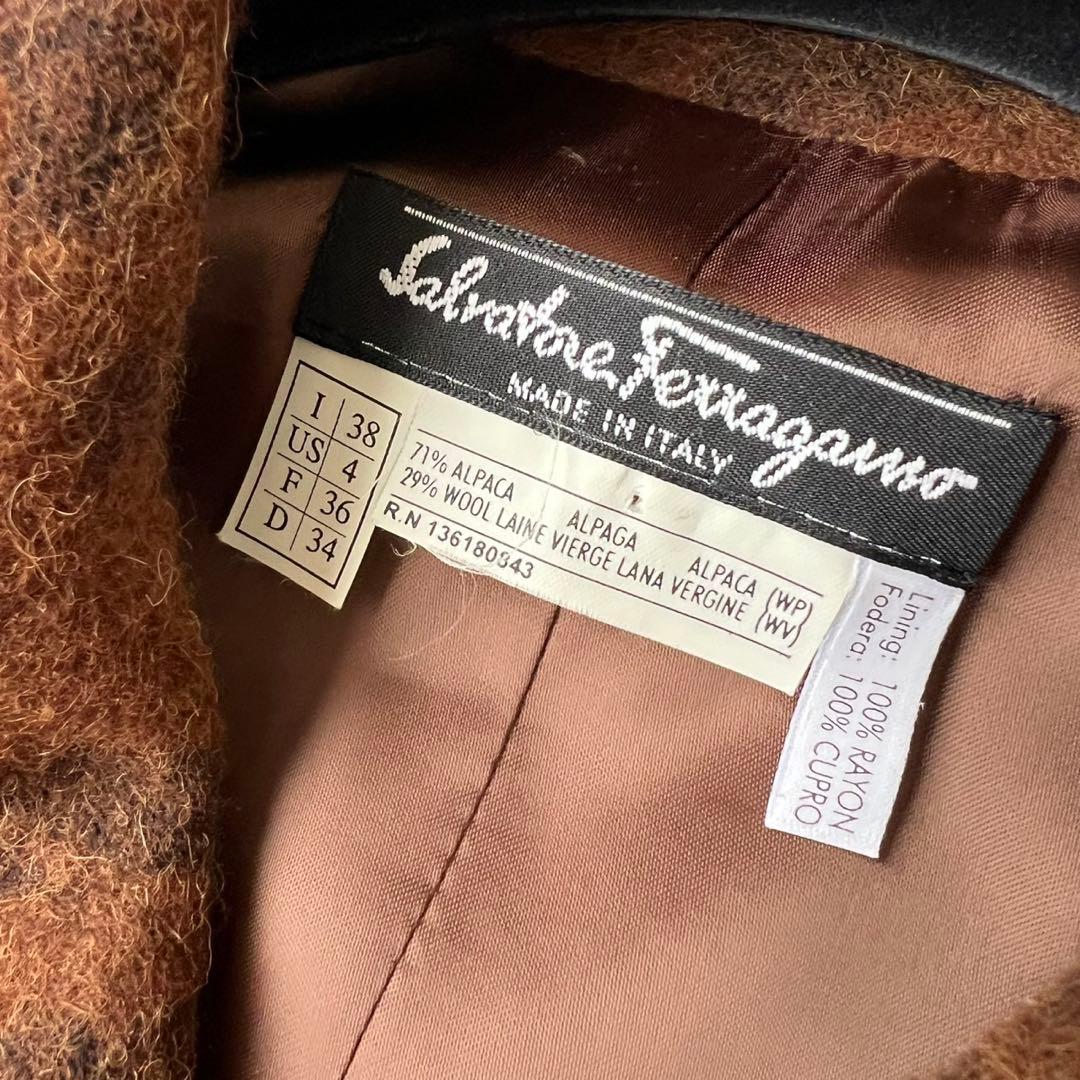 Salvatore Ferragamo
MADE IN ITALY
I 38
US 4
F 36
D 34
71% ALPACA ALPAGA ALPACA (WP)
29% WOOL LAINE VIERGE LANA VERGINE (WV)
R.N 136180843
Lining: 100% RAYON
Fodera: 100% CUPRO